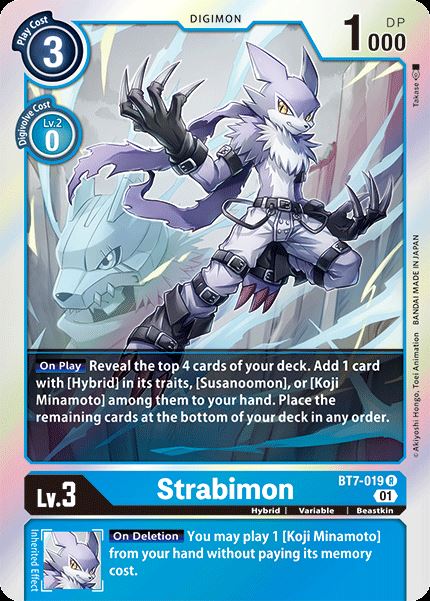 Play Cost
3
DIGIMON
DP
1000
Digivolve Cost
Lv.2
0
Takase
On Play Reveal the top 4 cards of your deck. Add 1 card
with [Hybrid] in its traits, [Susanoomon], or [Koji
Minamoto] among them to your hand. Place the
remaining cards at the bottom of your deck in any order.
© Akiyoshi Hongo, Toei Animation BANDAI MADE IN JAPAN
Lv.3
Strabimon
BT7-019 R
01
Hybrid | Variable | Beastkin
Inherited Effect
On Deletion You may play 1 [Koji Minamoto]
from your hand without paying its memory
cost.